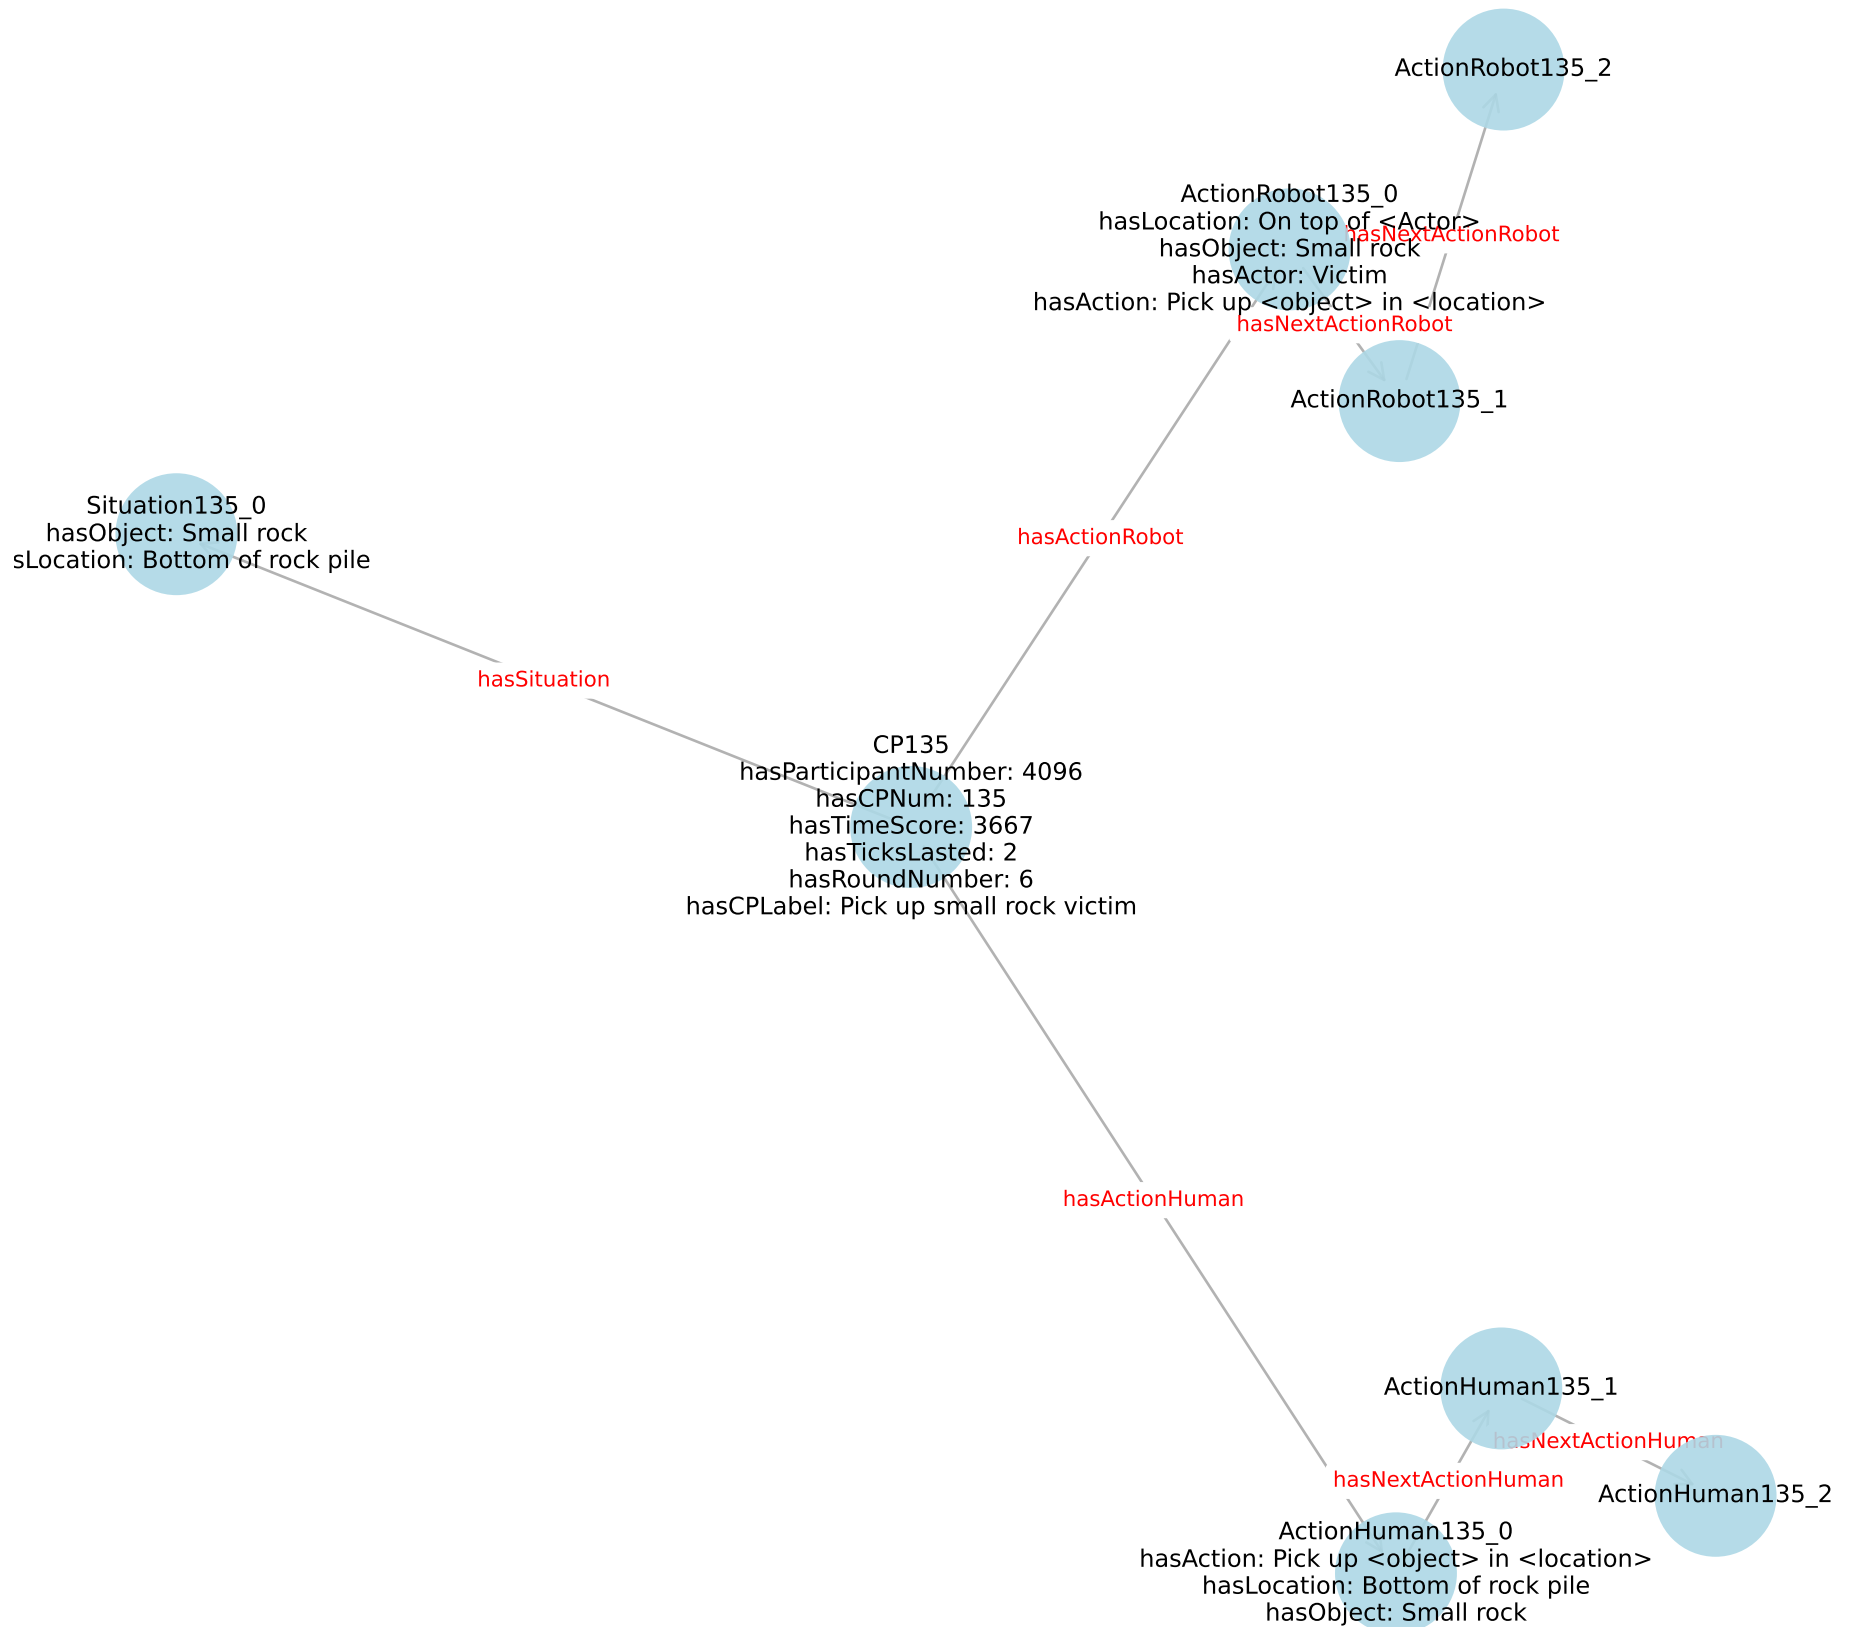 ActionRobot135_2
ActionRobot135_0
hasLocation: On top of <Actor>
hasNextActionRobot
hasObject: Small rock
hasActor: Victim
hasAction: Pick up <object> in <location>
hasNextActionRobot
ActionRobot135_1
Situation135_0
hasObject: Small rock
sLocation: Bottom of rock pile
hasActionRobot
hasSituation
CP135
hasParticipantNumber: 4096
hasCPNum: 135
hasTimeScore: 3667
hasTicksLasted: 2
hasRoundNumber: 6
hasCPLabel: Pick up small rock victim
hasActionHuman
ActionHuman135_1
hasNextActionHuman
hasNextActionHuman
ActionHuman135_2
ActionHuman135_0
hasAction: Pick up <object> in <location>
hasLocation: Bottom of rock pile
hasObject: Small rock